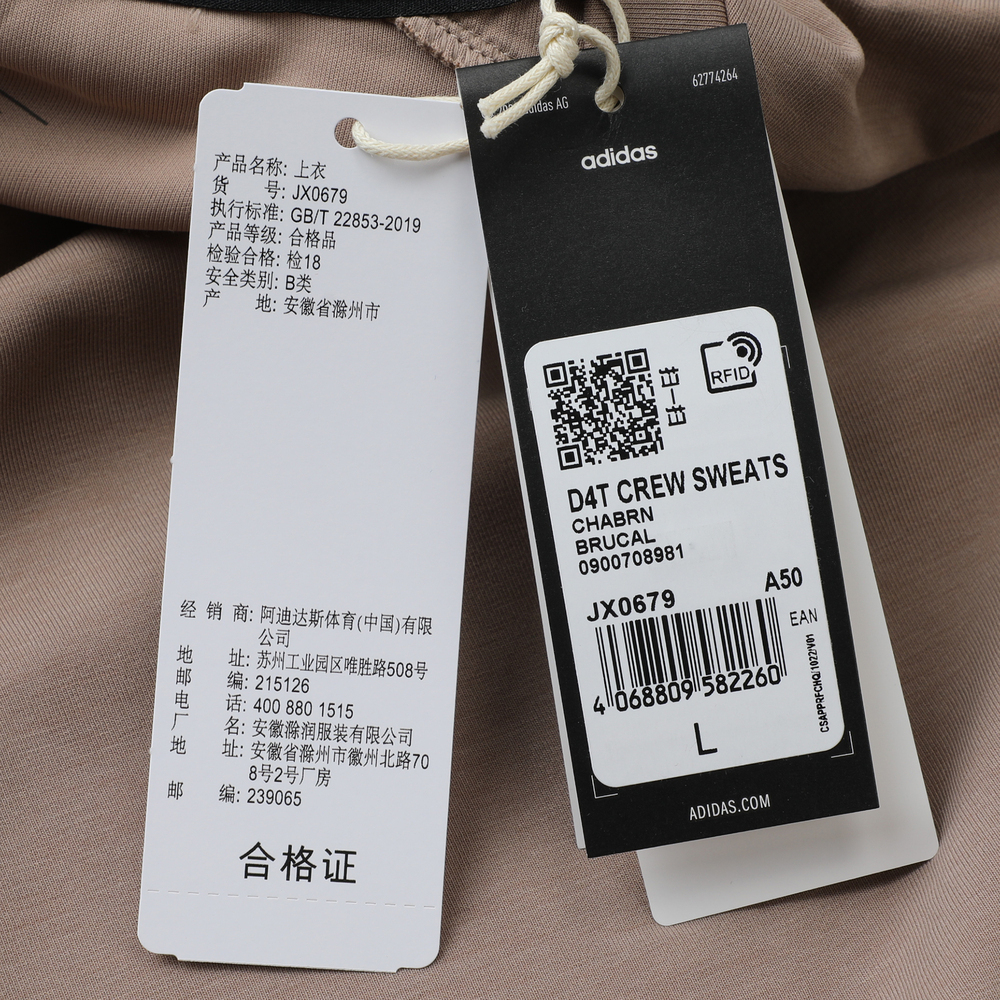 产品名称: 上衣
货 号: JX0679
执行标准: GB/T 22853-2019
产品等级: 合格品
检验合格: 检18
安全类别: B类
产 地: 安徽省滁州市
经 销 商: 阿迪达斯体育(中国)有限
公司
地 址: 苏州工业园区唯胜路508号
邮 编: 215126
电 话: 400 880 1515
厂 名: 安徽滁润服装有限公司
地 址: 安徽省滁州市徽州北路70
8号2号厂房
邮 编: 239065
合格证
adidas AG
62774264
adidas
RFID
D4T CREW SWEATS
CHABRN
BRUCAL
0900708981
JX0679
A50
EAN
4 068809 582260
CSAPPRFCHQ/1022/V01
L
ADIDAS.COM